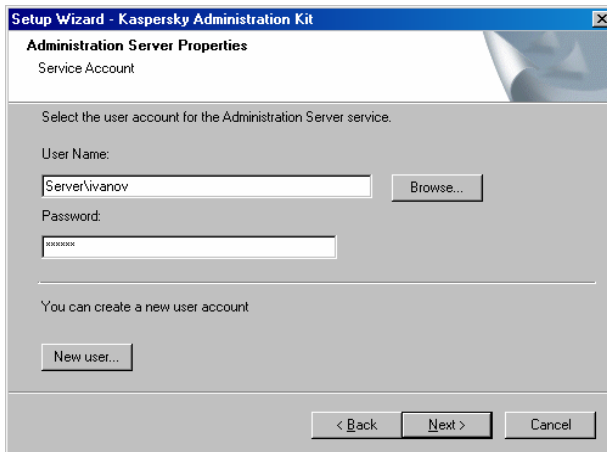 Setup Wizard - Kaspersky Administration Kit
Administration Server Properties
Service Account
Select the user account for the Administration Server service.
User Name:
Server\ivanov
Browse...
Password:
******
You can create a new user account
New user...
< Back
Next >
Cancel